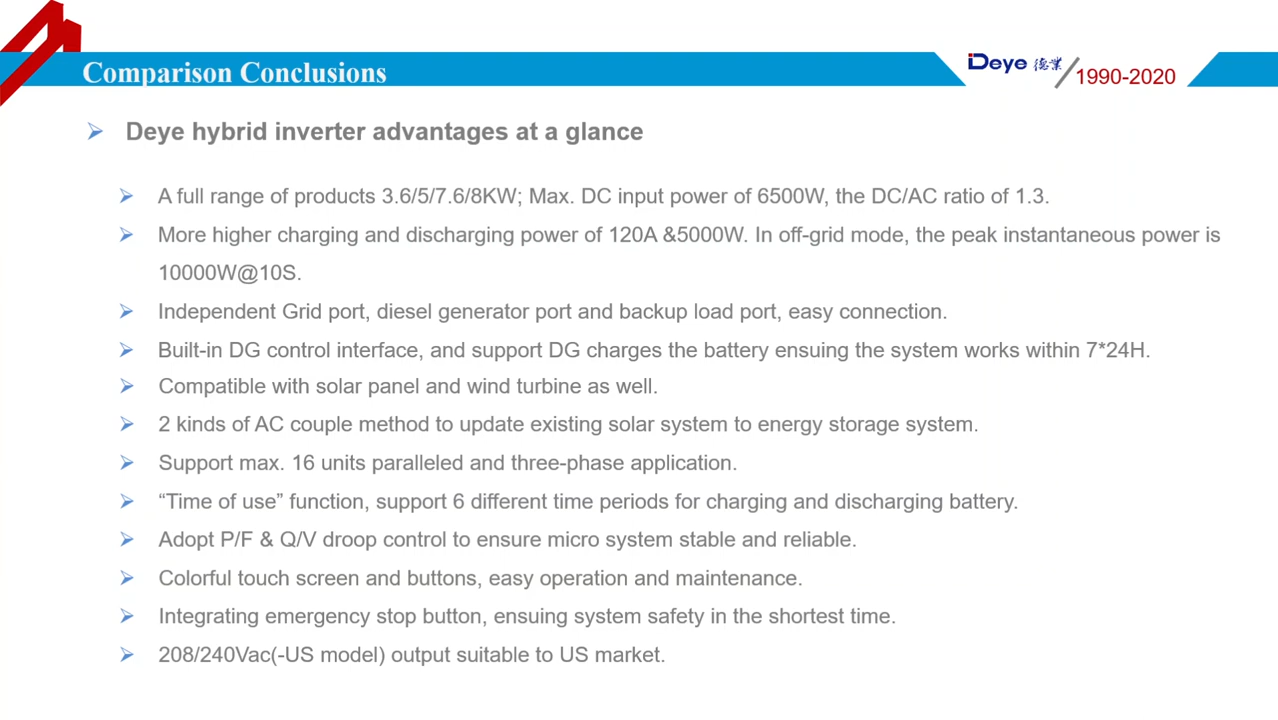 Comparison Conclusions
Deye 德業
1990-2020
Deye hybrid inverter advantages at a glance
A full range of products 3.6/5/7.6/8KW; Max. DC input power of 6500W, the DC/AC ratio of 1.3.
More higher charging and discharging power of 120A &5000W. In off-grid mode, the peak instantaneous power is
10000W@10S.
Independent Grid port, diesel generator port and backup load port, easy connection.
Built-in DG control interface, and support DG charges the battery ensuing the system works within 7*24H.
Compatible with solar panel and wind turbine as well.
2 kinds of AC couple method to update existing solar system to energy storage system.
Support max. 16 units paralleled and three-phase application.
“Time of use” function, support 6 different time periods for charging and discharging battery.
Adopt P/F & Q/V droop control to ensure micro system stable and reliable.
Colorful touch screen and buttons, easy operation and maintenance.
Integrating emergency stop button, ensuing system safety in the shortest time.
208/240Vac(-US model) output suitable to US market.